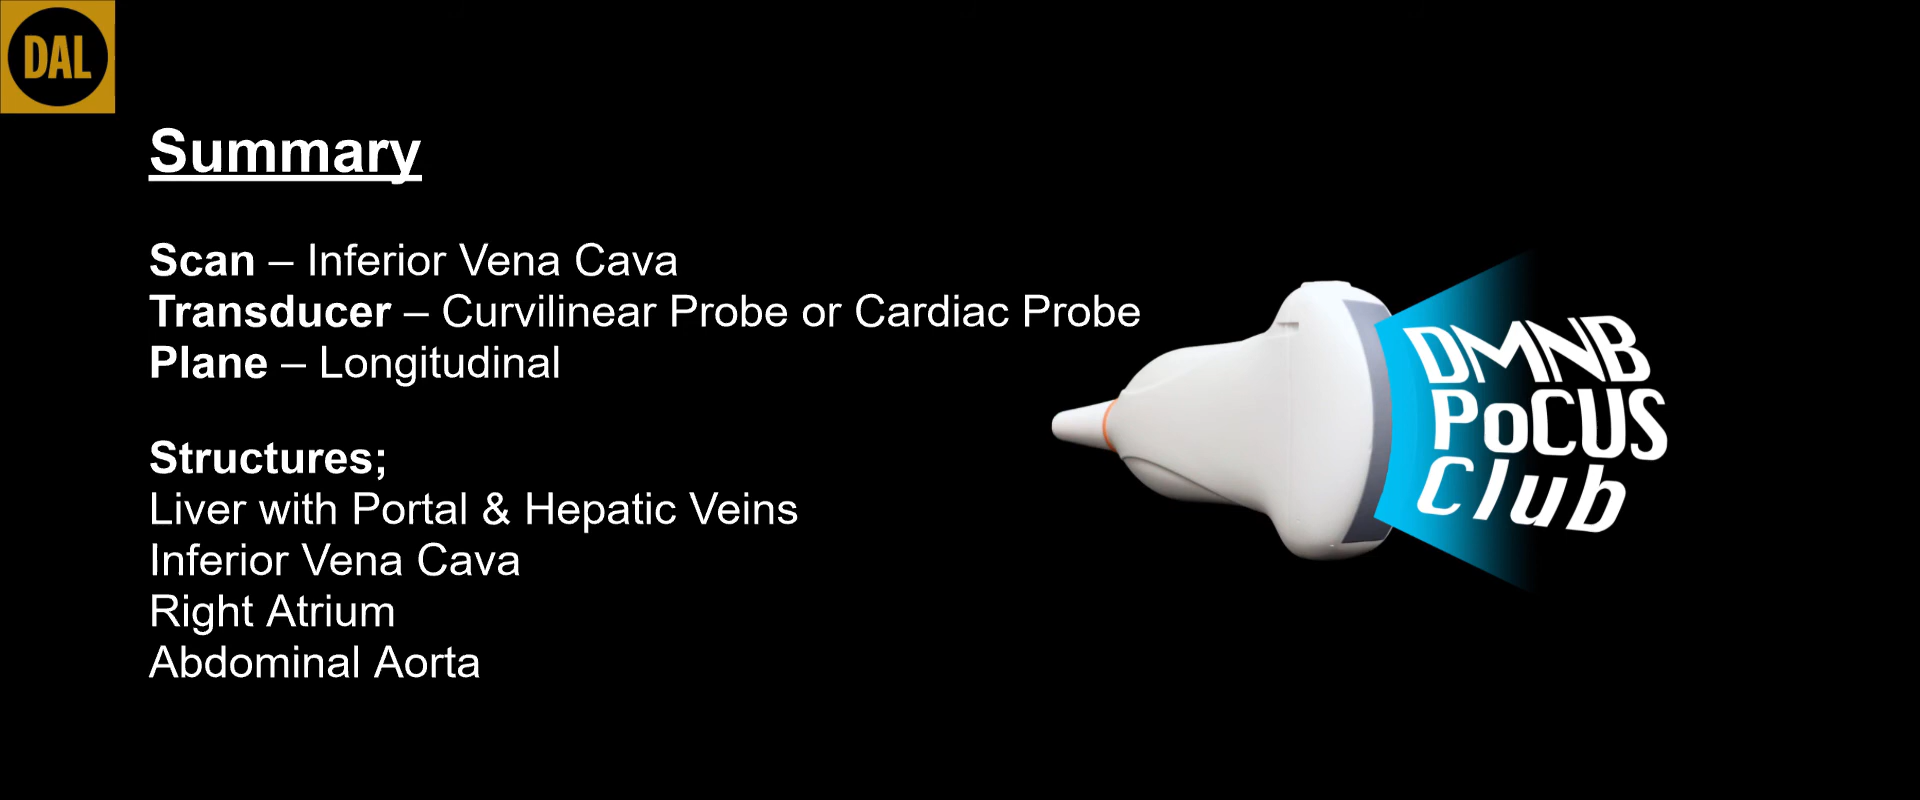 DAL
Summary
Scan – Inferior Vena Cava
Transducer – Curvilinear Probe or Cardiac Probe
Plane – Longitudinal
Structures;
Liver with Portal & Hepatic Veins
Inferior Vena Cava
Right Atrium
Abdominal Aorta
DMNB
PoCUS
Club